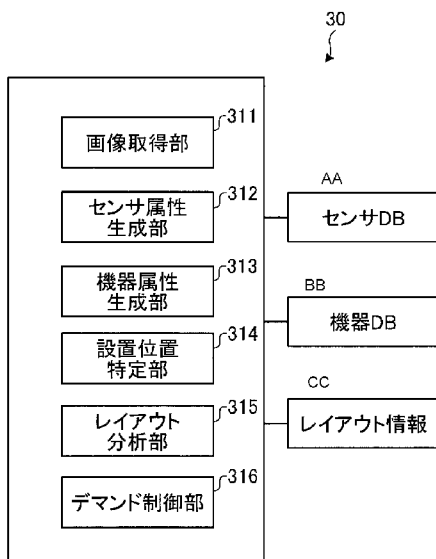 30
311
画像取得部
312
センサ属性
生成部
313
機器属性
生成部
314
設置位置
特定部
315
レイアウト
分析部
316
デマンド制御部
AA
センサDB
BB
機器DB
CC
レイアウト情報